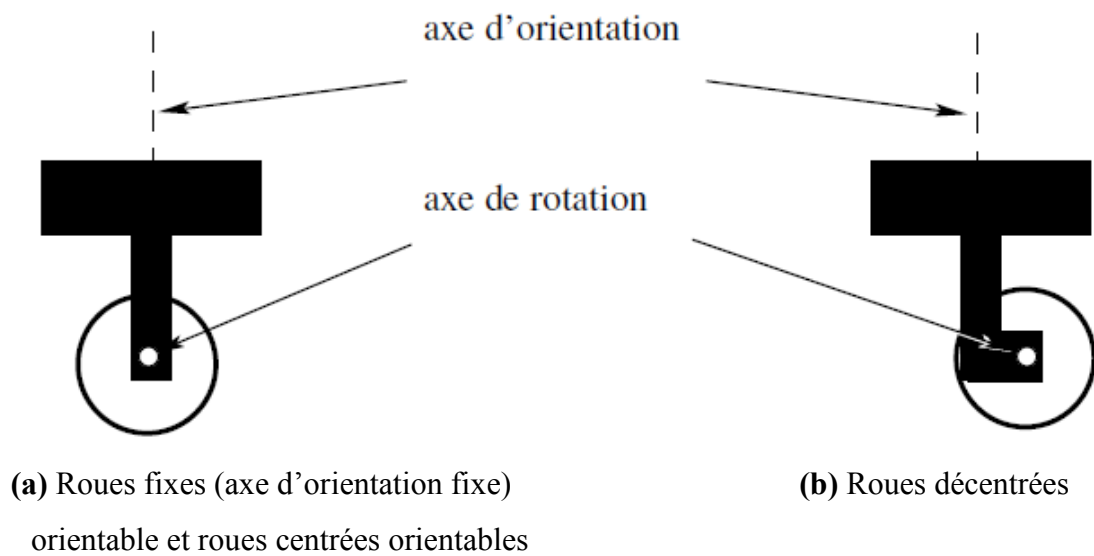 axe d'orientation
axe de rotation
(a) Roues fixes (axe d'orientation fixe)
orientable et roues centrées orientables
(b) Roues décentrées